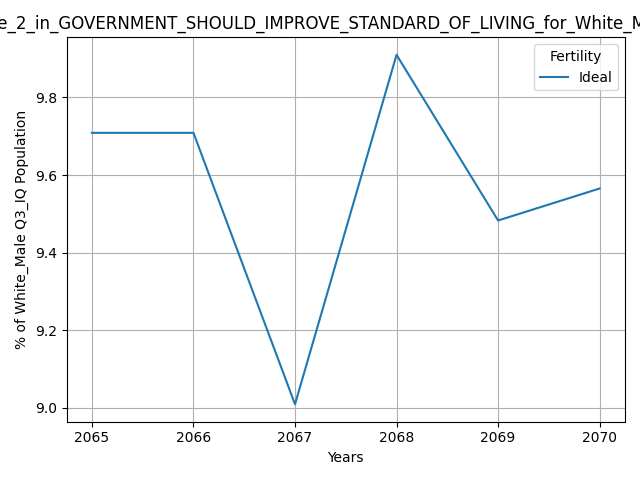 e_2_in_GOVERNMENT_SHOULD_IMPROVE_STANDARD_OF_LIVING_for_White_M
Fertility
Ideal
% of White_Male Q3_IQ Population
9.8
9.6
9.4
9.2
9.0
2065 2066 2067 2068 2069 2070
Years